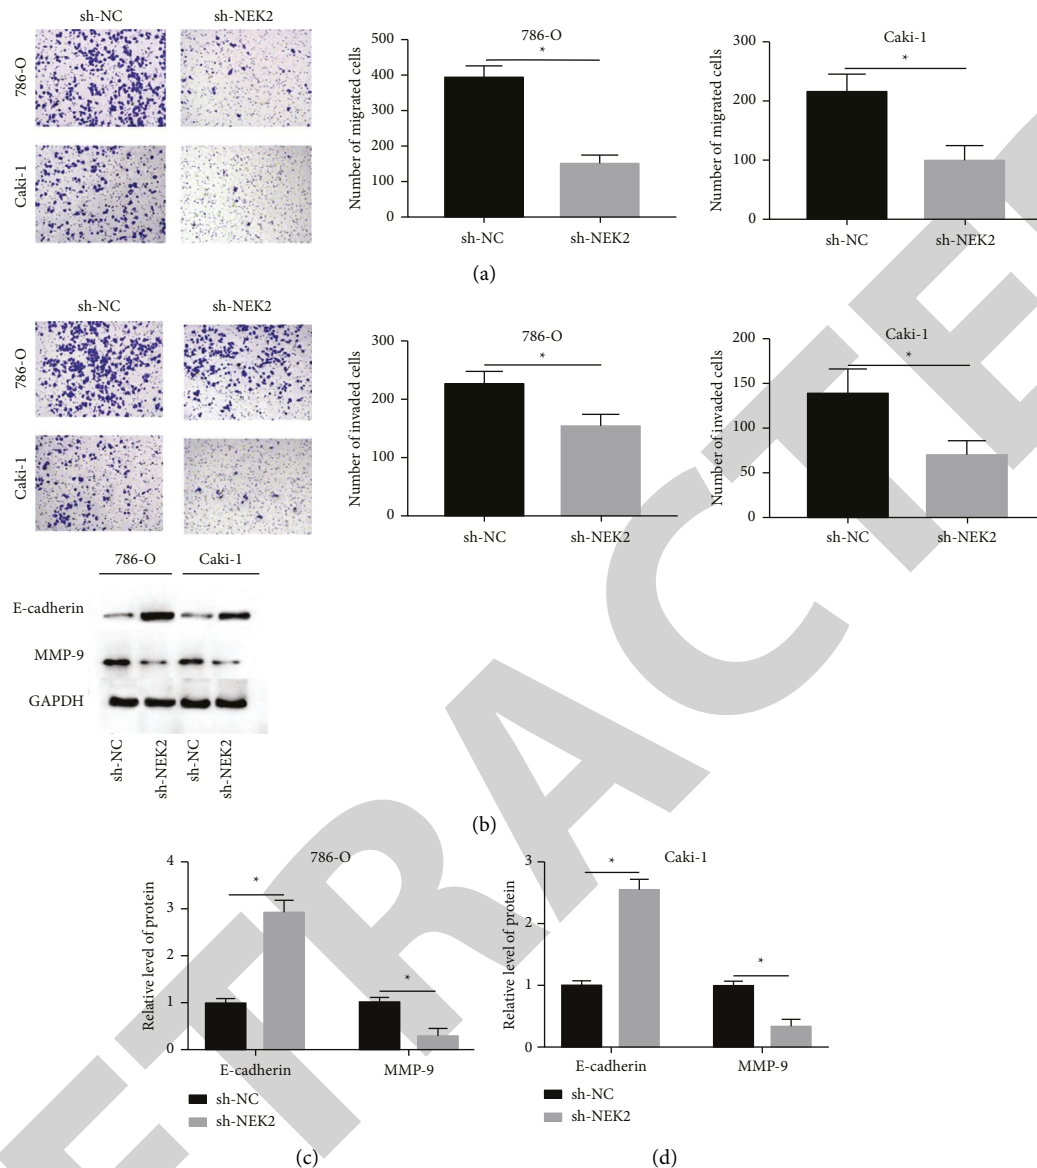 sh-NC sh-NEK2
786-O
Caki-1
786-O
*
Number of migrated cells
500
400
300
200
100
0
sh-NC sh-NEK2
Caki-1
*
Number of migrated cells
300
200
100
0
sh-NC sh-NEK2
(a)
sh-NC sh-NEK2
786-O
Caki-1
786-O
*
Number of invaded cells
300
200
100
0
sh-NC sh-NEK2
Caki-1
*
Number of invaded cells
200
150
100
50
0
sh-NC sh-NEK2
786-O Caki-1
E-cadherin
MMP-9
GAPDH
sh-NC
sh-NEK2
sh-NC
sh-NEK2
(b)
786-O
*
*
Relative level of protein
4
3
2
1
0
E-cadherin MMP-9
sh-NC
sh-NEK2
(c)
Caki-1
*
*
Relative level of protein
3
2
1
0
E-cadherin MMP-9
sh-NC
sh-NEK2
(d)
ETRACTE